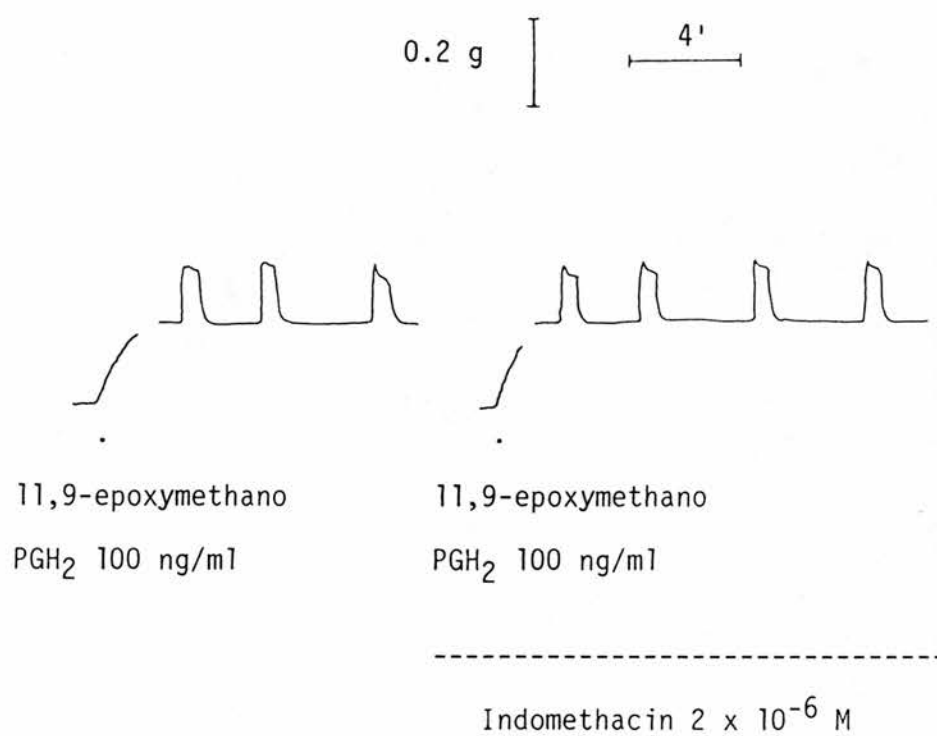 0.2 g 4'
11,9-epoxymethano 11,9-epoxymethano
PGH₂ 100 ng/ml PGH₂ 100 ng/ml
Indomethacin 2 x 10⁻⁶ M